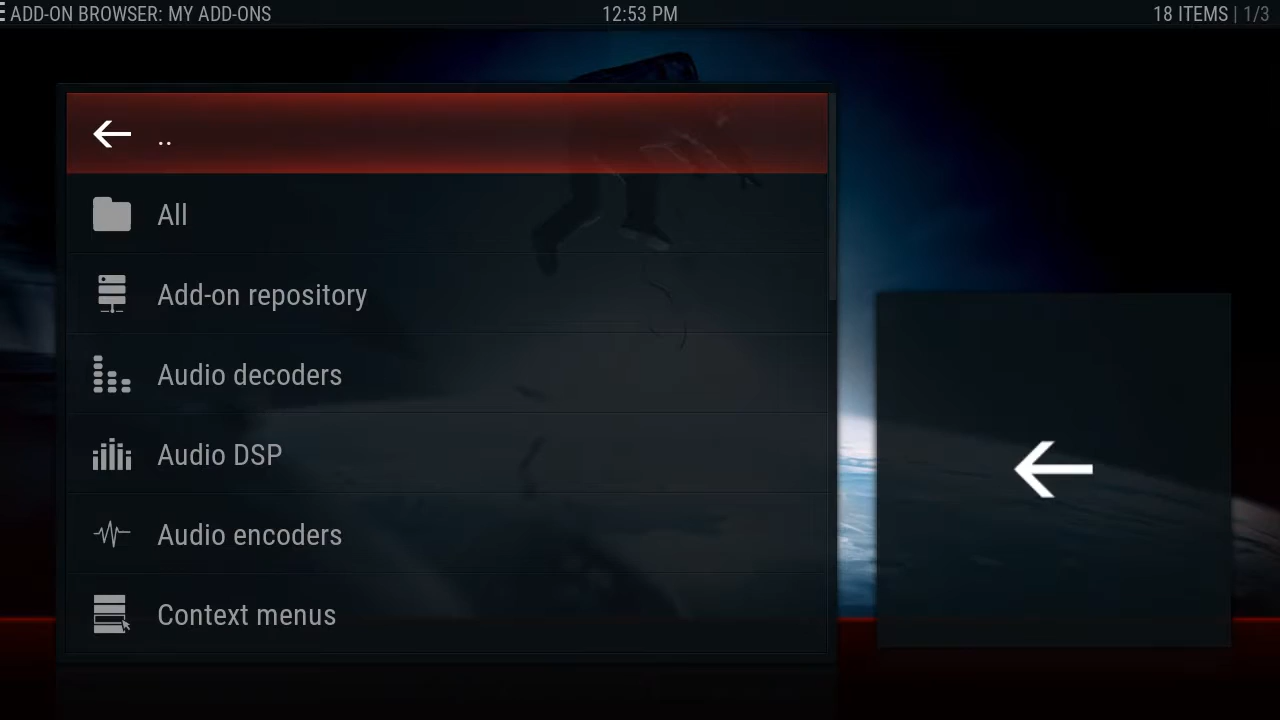 ADD-ON BROWSER: MY ADD-ONS
12:53 PM
18 ITEMS | 1/3
..
All
Add-on repository
Audio decoders
Audio DSP
Audio encoders
Context menus